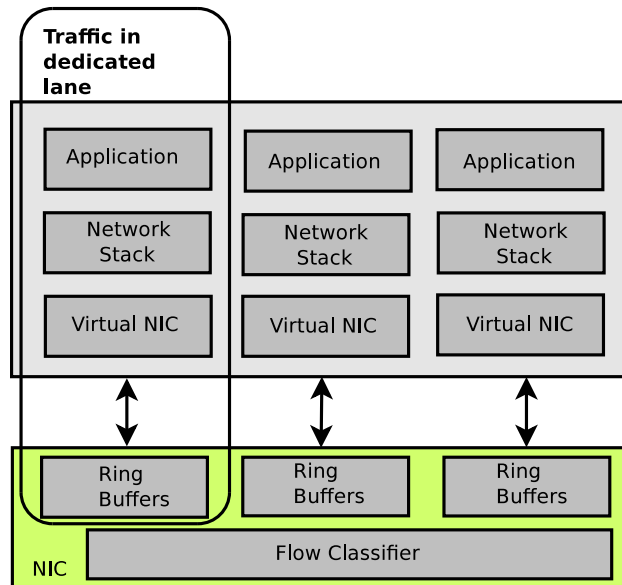 Traffic in
dedicated
lane
Application
Application
Application
Network
Stack
Network
Stack
Network
Stack
Virtual NIC
Virtual NIC
Virtual NIC
Ring
Buffers
Ring
Buffers
Ring
Buffers
Flow Classifier
NIC